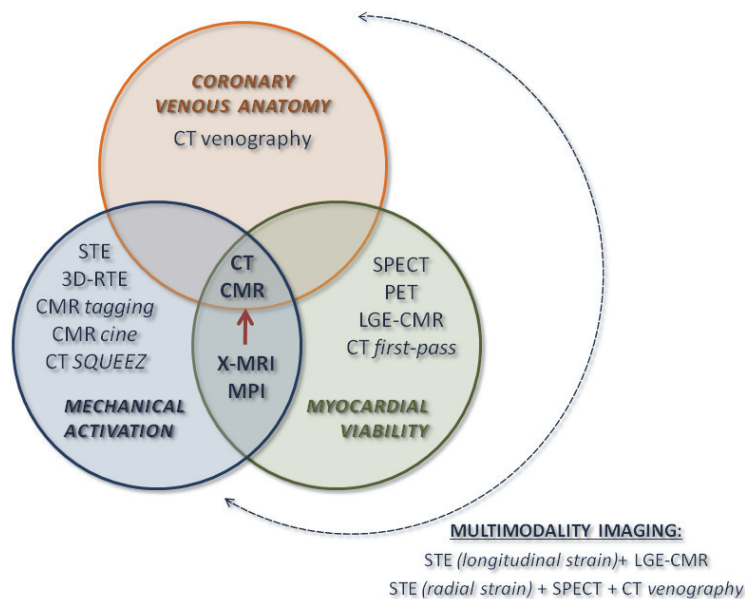 CORONARY
VENOUS ANATOMY
CT venography
STE
3D-RTE
CMR tagging
CMR cine
CT SQUEEZ
MECHANICAL
ACTIVATION
CT
CMR
X-MRI
MPI
SPECT
PET
LGE-CMR
CT first-pass
MYOCARDIAL
VIABILITY
MULTIMODALITY IMAGING:
STE (longitudinal strain)+ LGE-CMR
STE (radial strain) + SPECT + CT venography